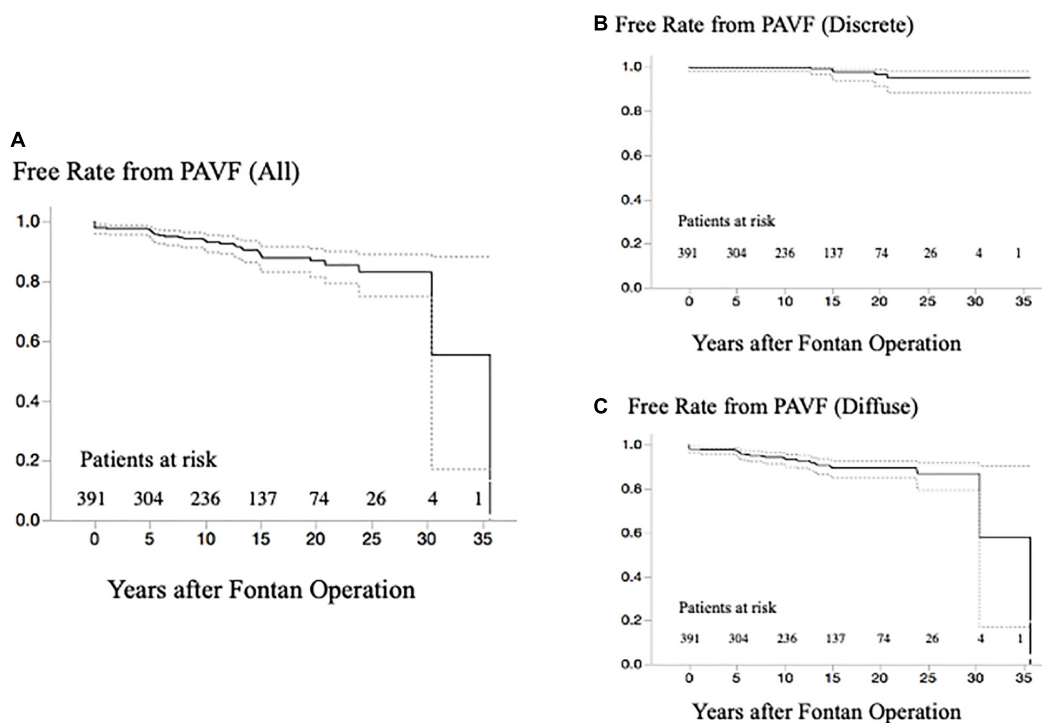 A
Free Rate from PAVF (All)
1.0
0.8
0.6
0.4
0.2
0.0
Patients at risk
391 304 236 137 74 26 4 1
0 5 10 15 20 25 30 35
Years after Fontan Operation
B Free Rate from PAVF (Discrete)
1.0
0.8
0.6
0.4
0.2
0.0
Patients at risk
391 304 236 137 74 26 4 1
0 5 10 15 20 25 30 35
Years after Fontan Operation
C Free Rate from PAVF (Diffuse)
1.0
0.8
0.6
0.4
0.2
0.0
Patients at risk
391 304 236 137 74 26 4 1
0 5 10 15 20 25 30 35
Years after Fontan Operation